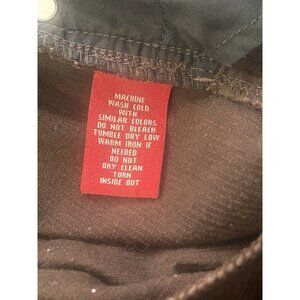 MACHINE
WASH COLD
WITH
SIMILAR COLORS
DO NOT BLEACH
TUMBLE DRY LOW
WARM IRON IF
NEEDED
DO NOT
DRY CLEAN
TURN
INSIDE OUT